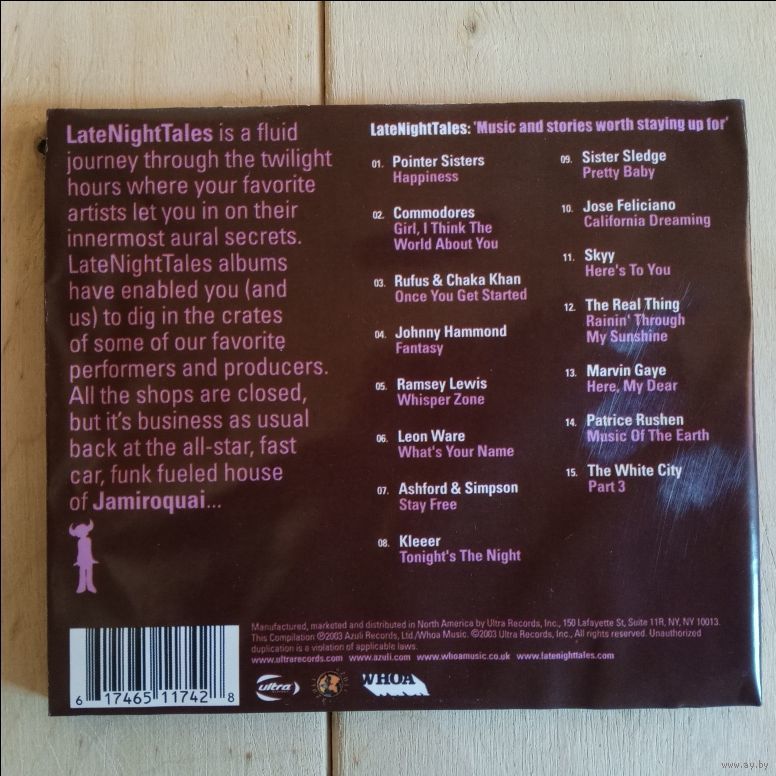 LateNightTales is a fluid
journey through the twilight
hours where your favorite
artists let you in on their
innermost aural secrets.
LateNightTales albums
have enabled you (and
us) to dig in the crates
of some of our favorite
performers and producers.
All the shops are closed,
but it's business as usual
back at the all-star, fast
car, funk fueled house
of Jamiroquai...
LateNightTales: 'Music and stories worth staying up for'
01. Pointer Sisters
Happiness
02. Commodores
Girl, I Think The
World About You
03. Rufus & Chaka Khan
Once You Get Started
04. Johnny Hammond
Fantasy
05. Ramsey Lewis
Whisper Zone
06. Leon Ware
What's Your Name
07. Ashford & Simpson
Stay Free
08. Kleeer
Tonight's The Night
09. Sister Sledge
Pretty Baby
10. Jose Feliciano
California Dreaming
11. Skyy
Here's To You
12. The Real Thing
Rainin' Through
My Sunshine
13. Marvin Gaye
Here, My Dear
14. Patrice Rushen
Music Of The Earth
15. The White City
Part 3
Manufactured, marketed and distributed in North America by Ultra Records, Inc., 150 Lafayette St, Suite 11R, NY, NY, 10013.
This Compilation ℗2003 Azuli Records, Ltd./Whoa Music. ©2003 Ultra Records, Inc., All rights reserved. Unauthorized
duplication is a violation of applicable laws.
www.ultrarecords.com www.azuli.com www.whoamusic.co.uk www.latenighttales.com
6 17465 11742 8
ultra
WHOA
www.ay.by